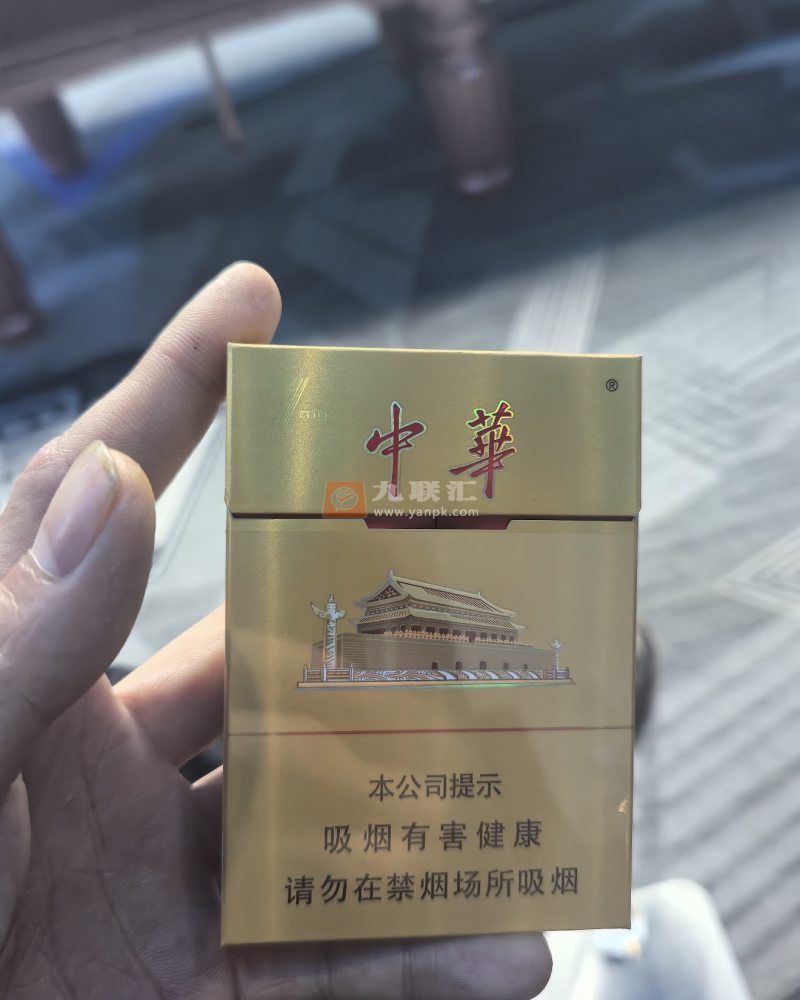 7mg
®
中華
九联汇
www.yanpk.com
本公司提示
吸烟有害健康
请勿在禁烟场所吸烟